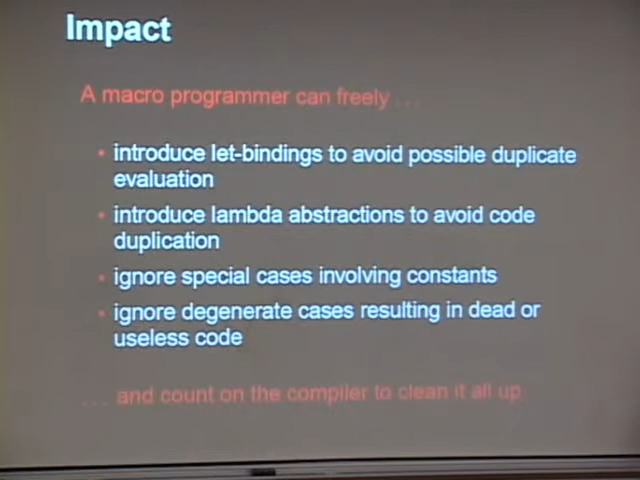 Impact
A macro programmer can freely ...
• introduce let-bindings to avoid possible duplicate
evaluation
• introduce lambda abstractions to avoid code
duplication
• ignore special cases involving constants
• ignore degenerate cases resulting in dead or
useless code
... and count on the compiler to clean it all up